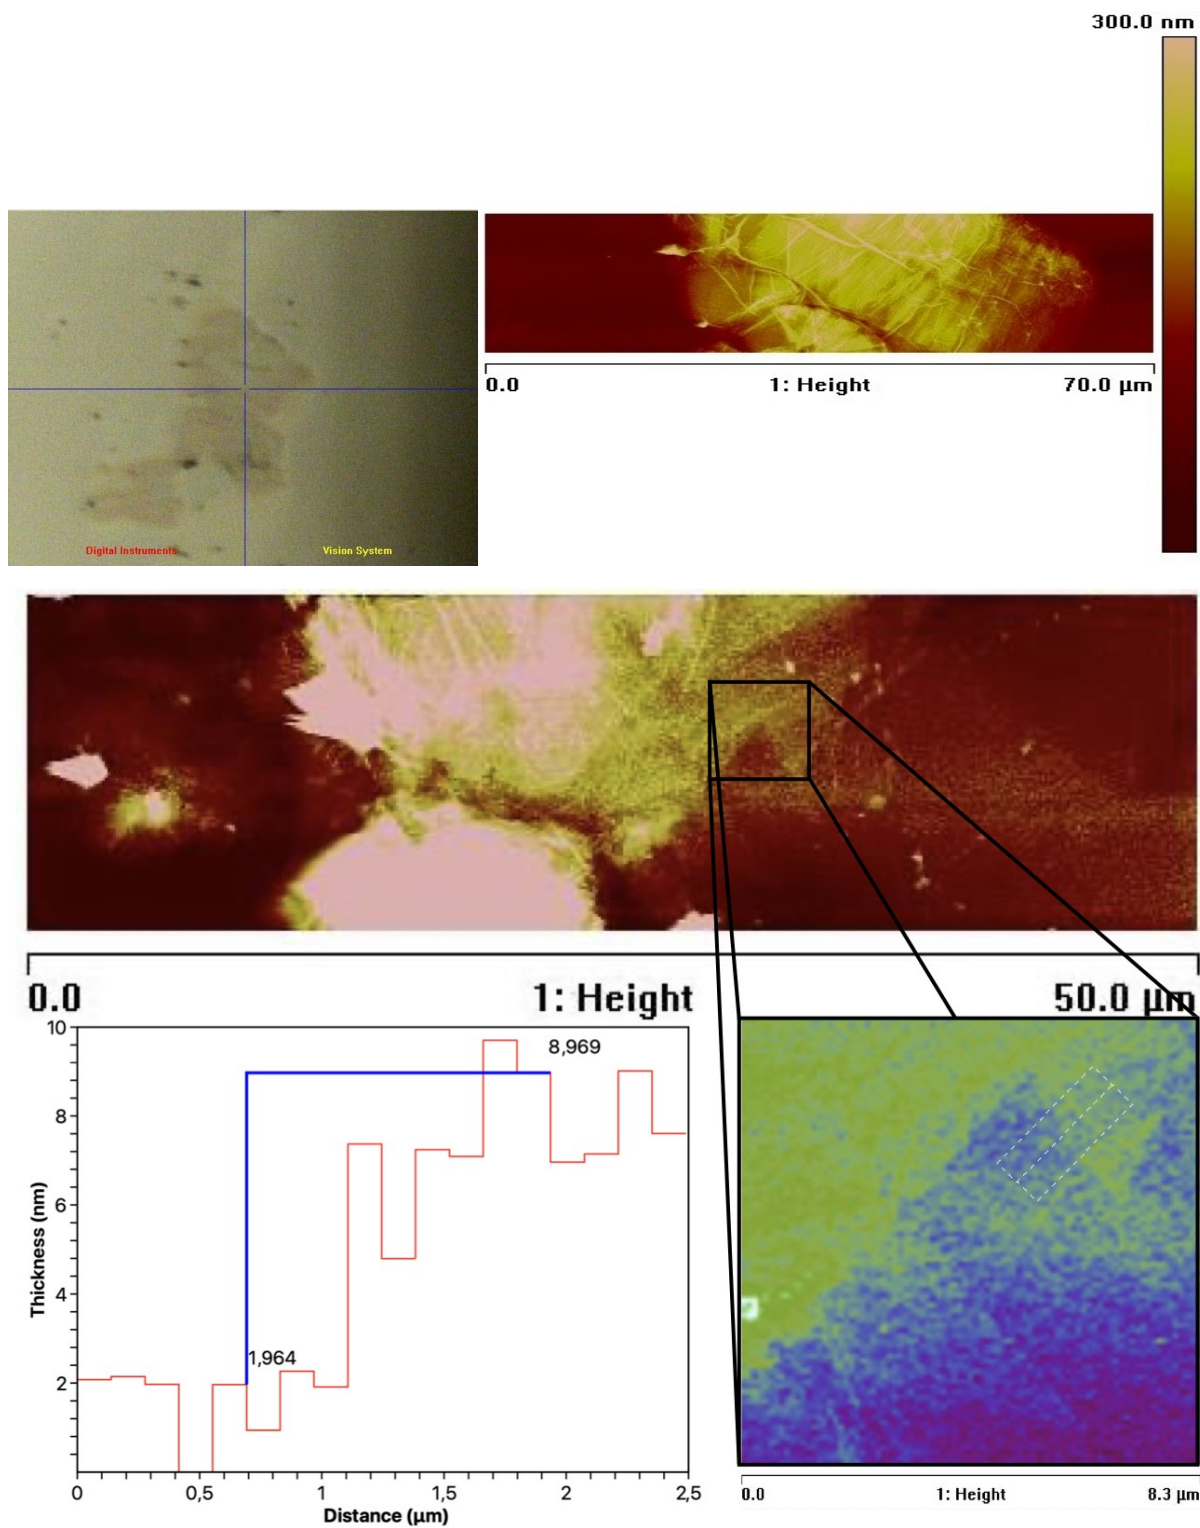 300.0 nm
0.0 1: Height 70.0 µm
Digital Instruments Vision System
0.0 1: Height 50.0 µm
10
8,969
8
6
4
1,964
2
0 0,5 1 1,5 2 2,5
Thickness (nm)
Distance (µm)
0.0 1: Height 8.3 µm